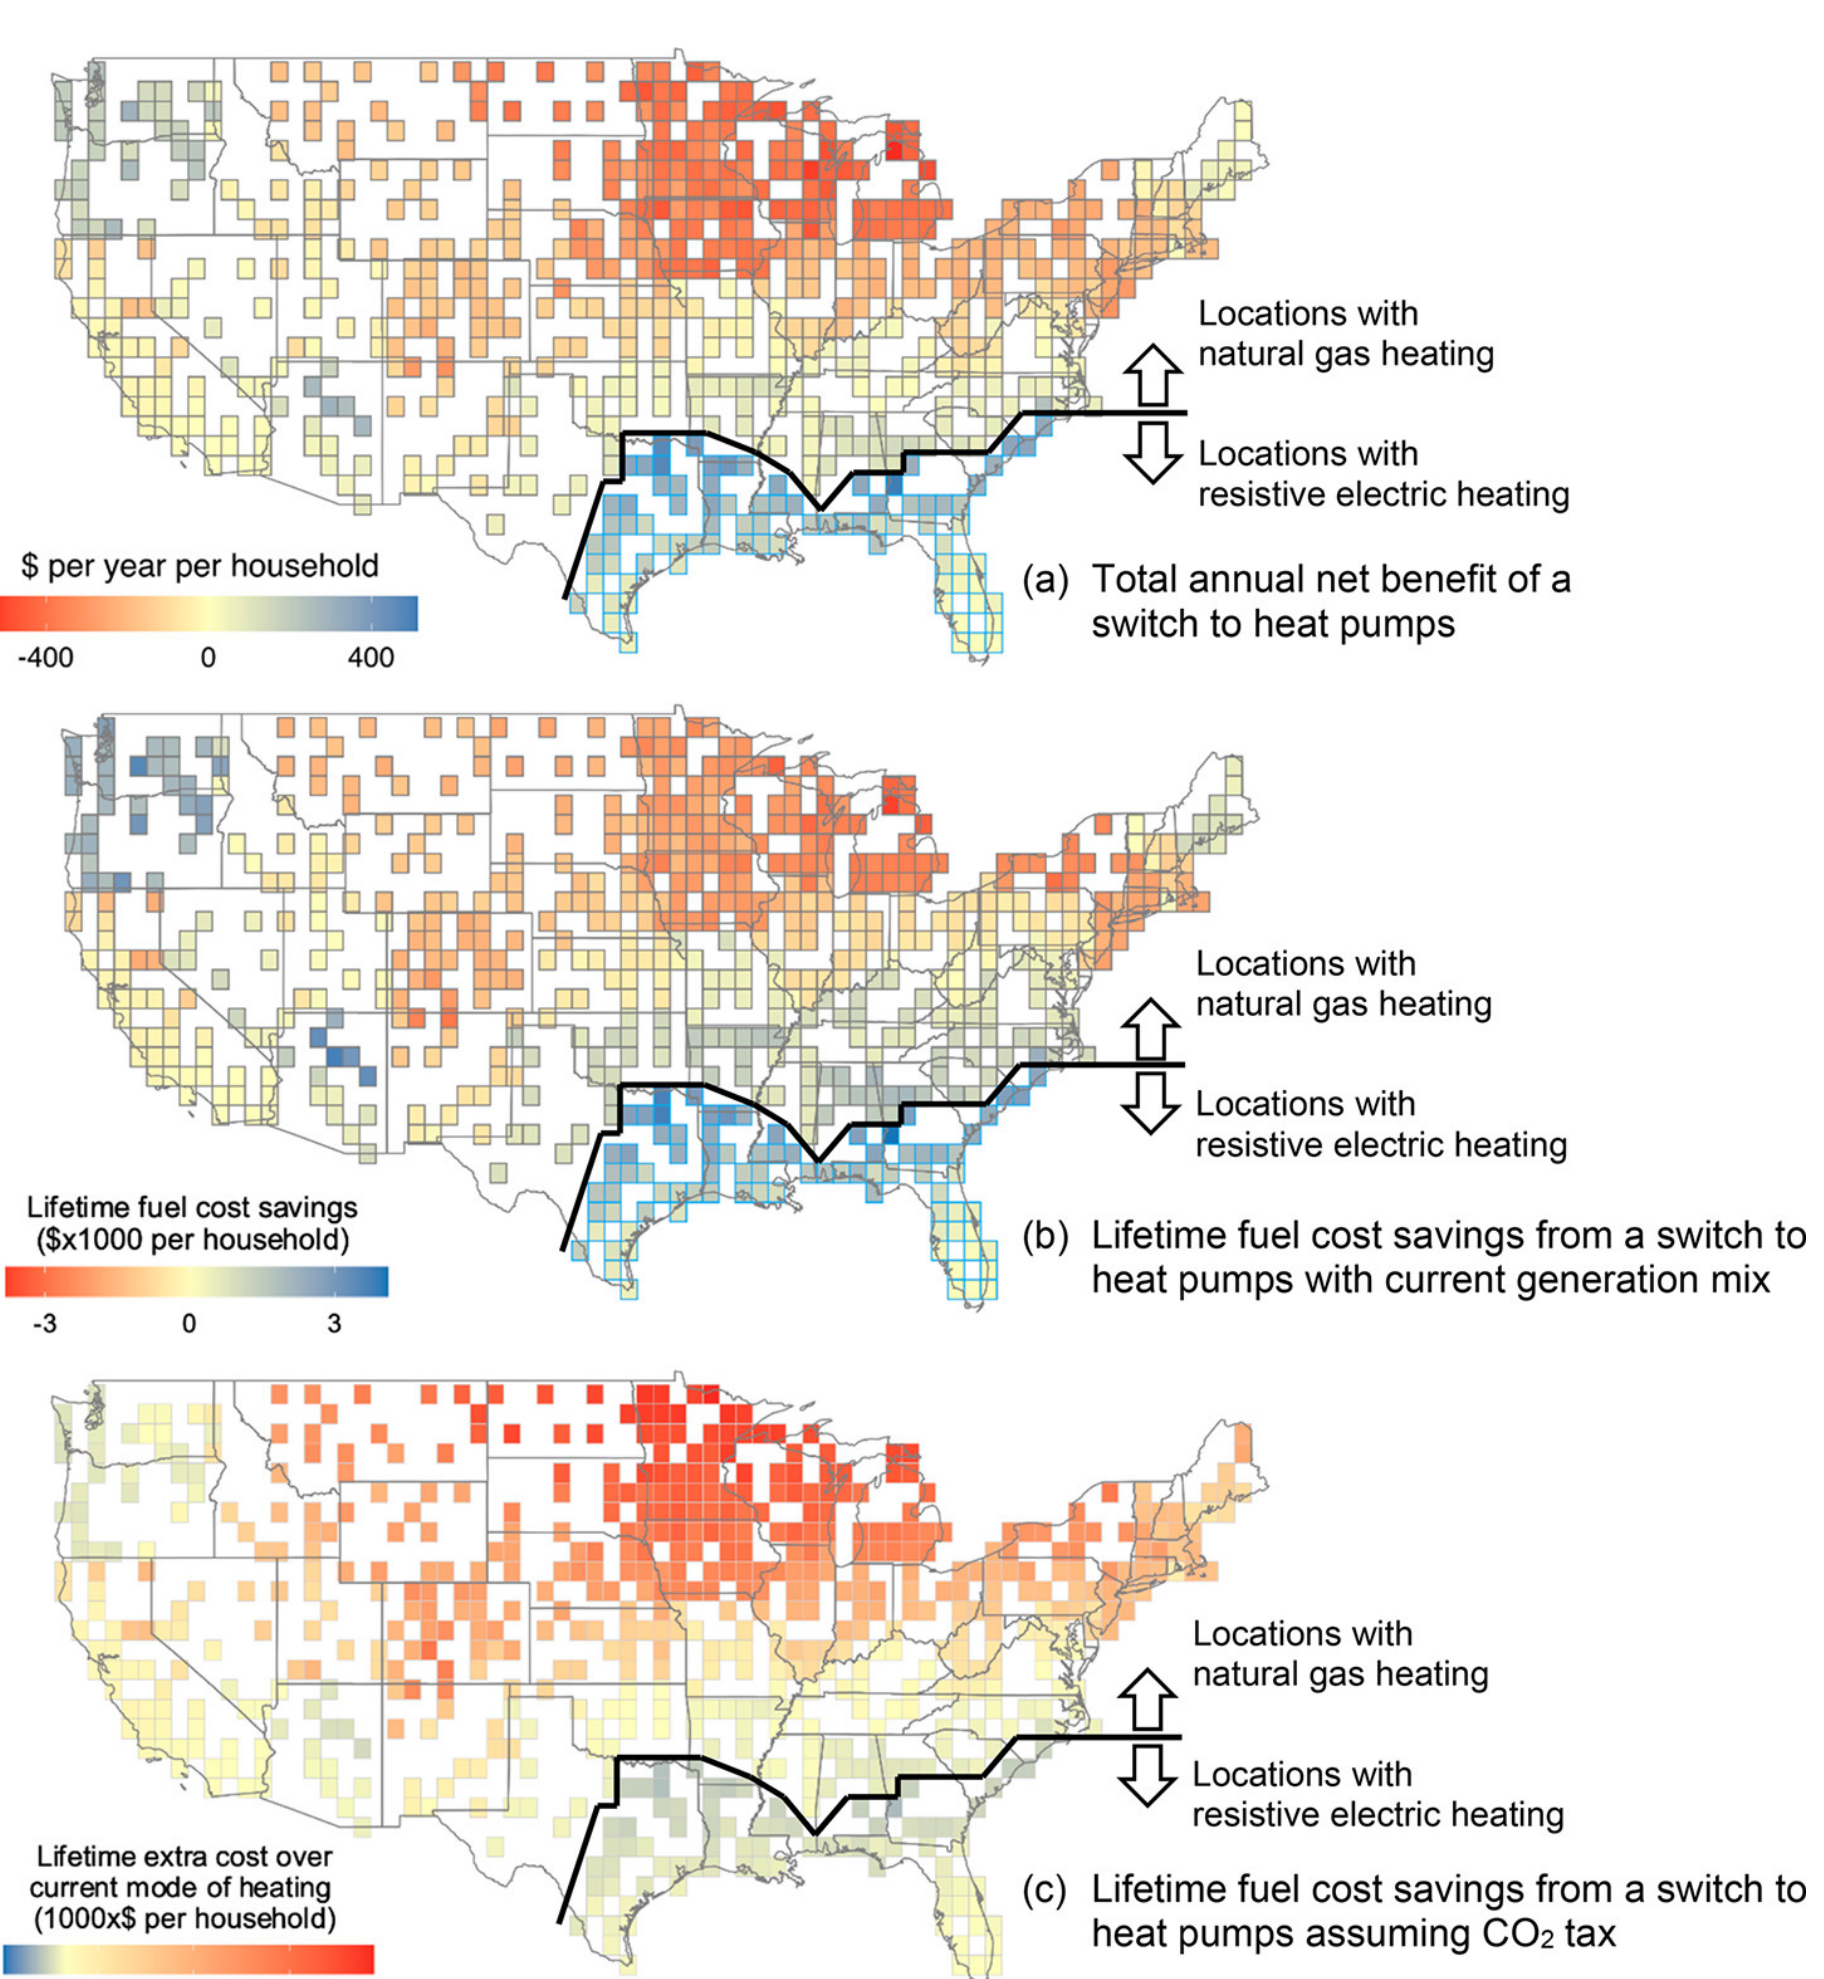 Locations with
natural gas heating
Locations with
resistive electric heating
$ per year per household
-400 0 400
(a) Total annual net benefit of a
switch to heat pumps
Locations with
natural gas heating
Locations with
resistive electric heating
Lifetime fuel cost savings
($x1000 per household)
-3 0 3
(b) Lifetime fuel cost savings from a switch to
heat pumps with current generation mix
Locations with
natural gas heating
Locations with
resistive electric heating
Lifetime extra cost over
current mode of heating
(1000x$ per household)
(c) Lifetime fuel cost savings from a switch to
heat pumps assuming CO₂ tax